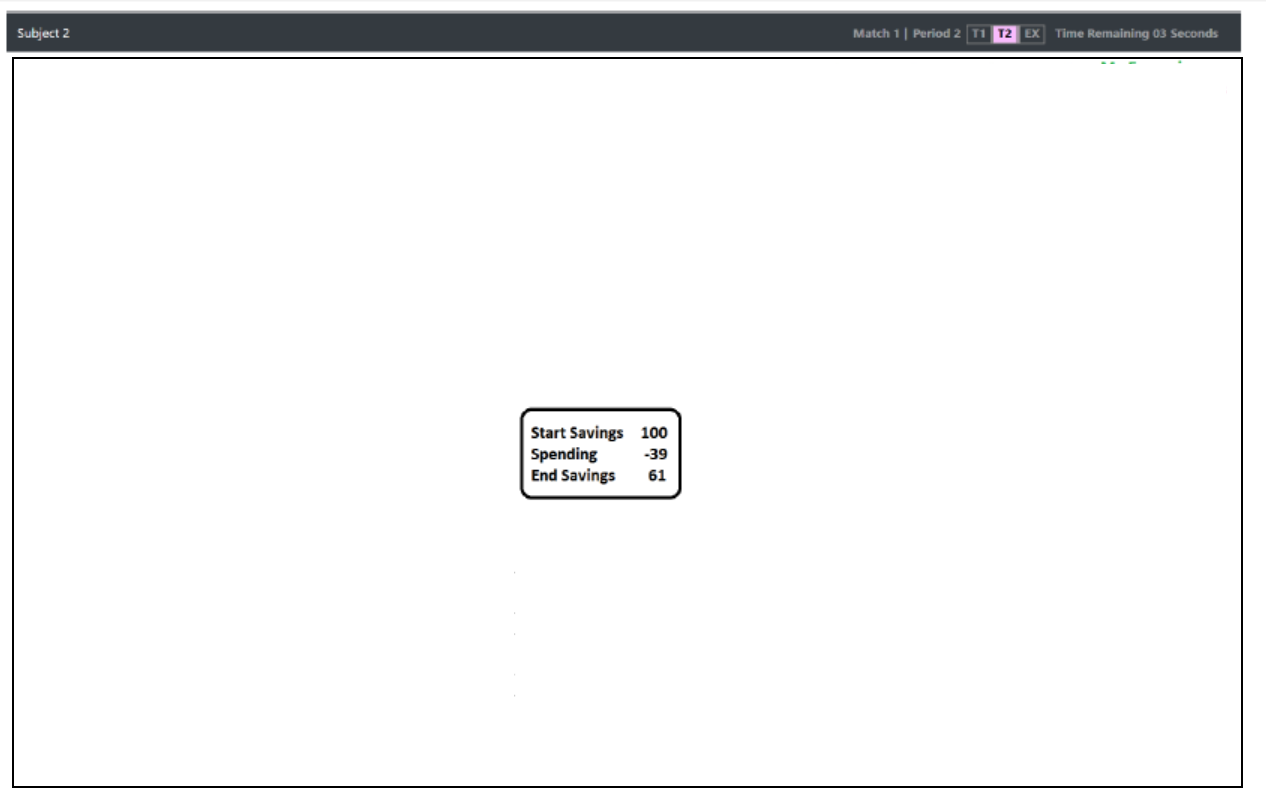 Subject 2
Match 1 | Period 2 T1 T2 EX Time Remaining 03 Seconds
Start Savings 100
Spending -39
End Savings 61